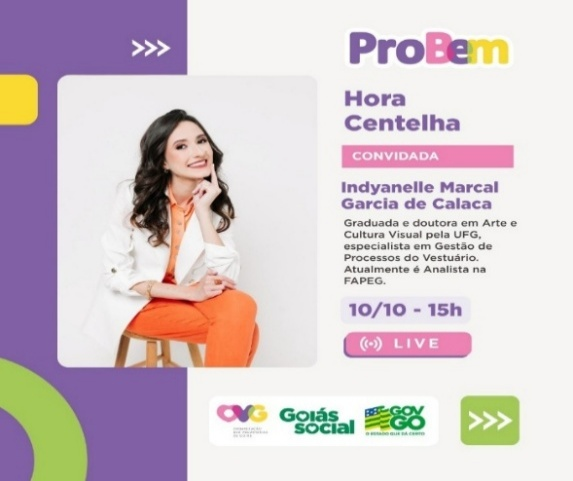 >>>
ProBem
Hora
Centelha
CONVIDADA
Indyanelle Marcal
Garcia de Calaca
Graduada e doutora em Arte e
Cultura Visual pela UFG,
especialista em Gestão de
Processos do Vestuário.
Atualmente é Analista na
FAPEG.
10/10 - 15h
LIVE
OVG
Goiás
social
GOV
GO
O ESTADO QUE DÁ CERTO
>>>